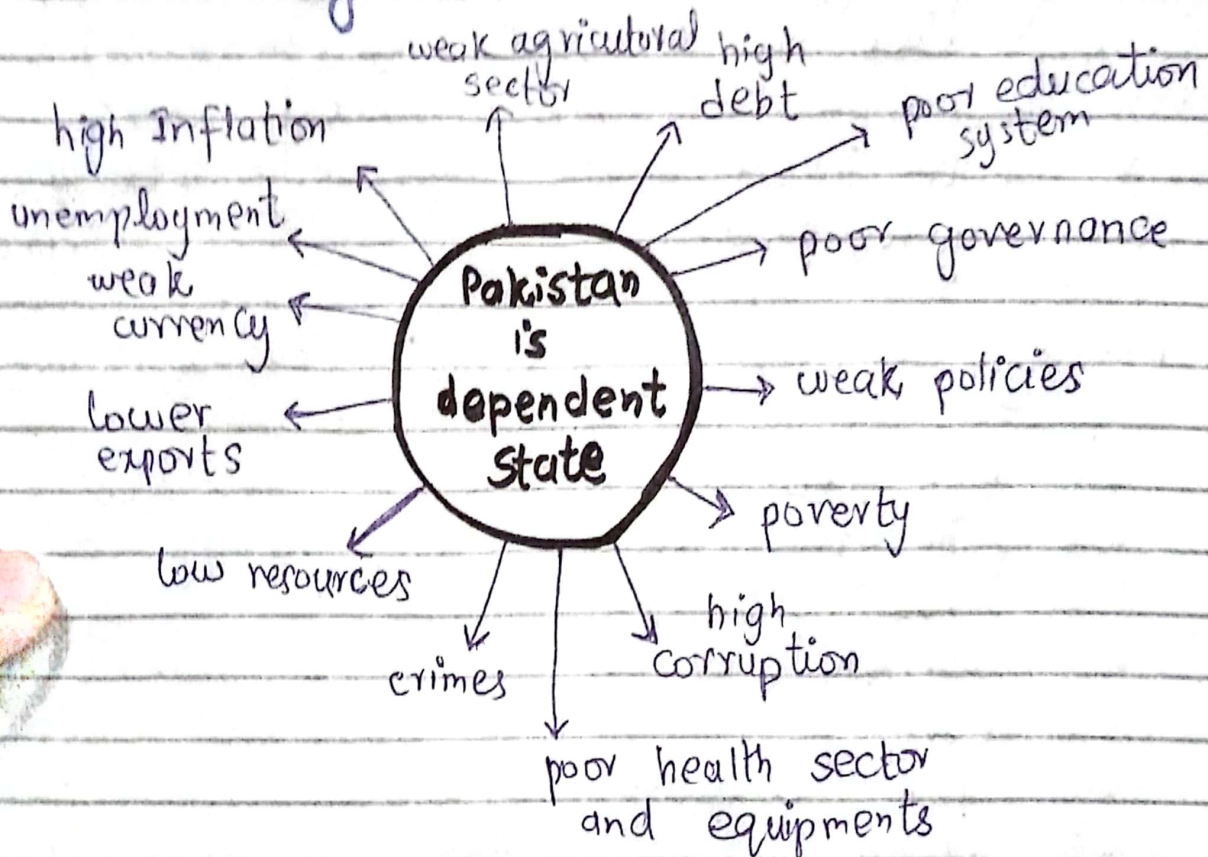 weak agricutural
sector
high
debt
poor education
system
high Inflation
unemployment
poor governance
weak
currency
Pakistan
is
dependent
state
weak policies
lower
exports
poverty
low resources
high
corruption
crimes
poor health sector
and equipments